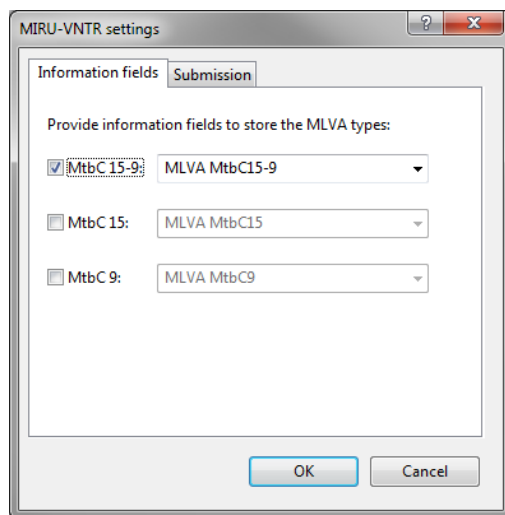 MIRU-VNTR settings
Information fields Submission
Provide information fields to store the MLVA types:
MtbC 15-9: MLVA MtbC15-9
MtbC 15: MLVA MtbC15
MtbC 9: MLVA MtbC9
OK Cancel